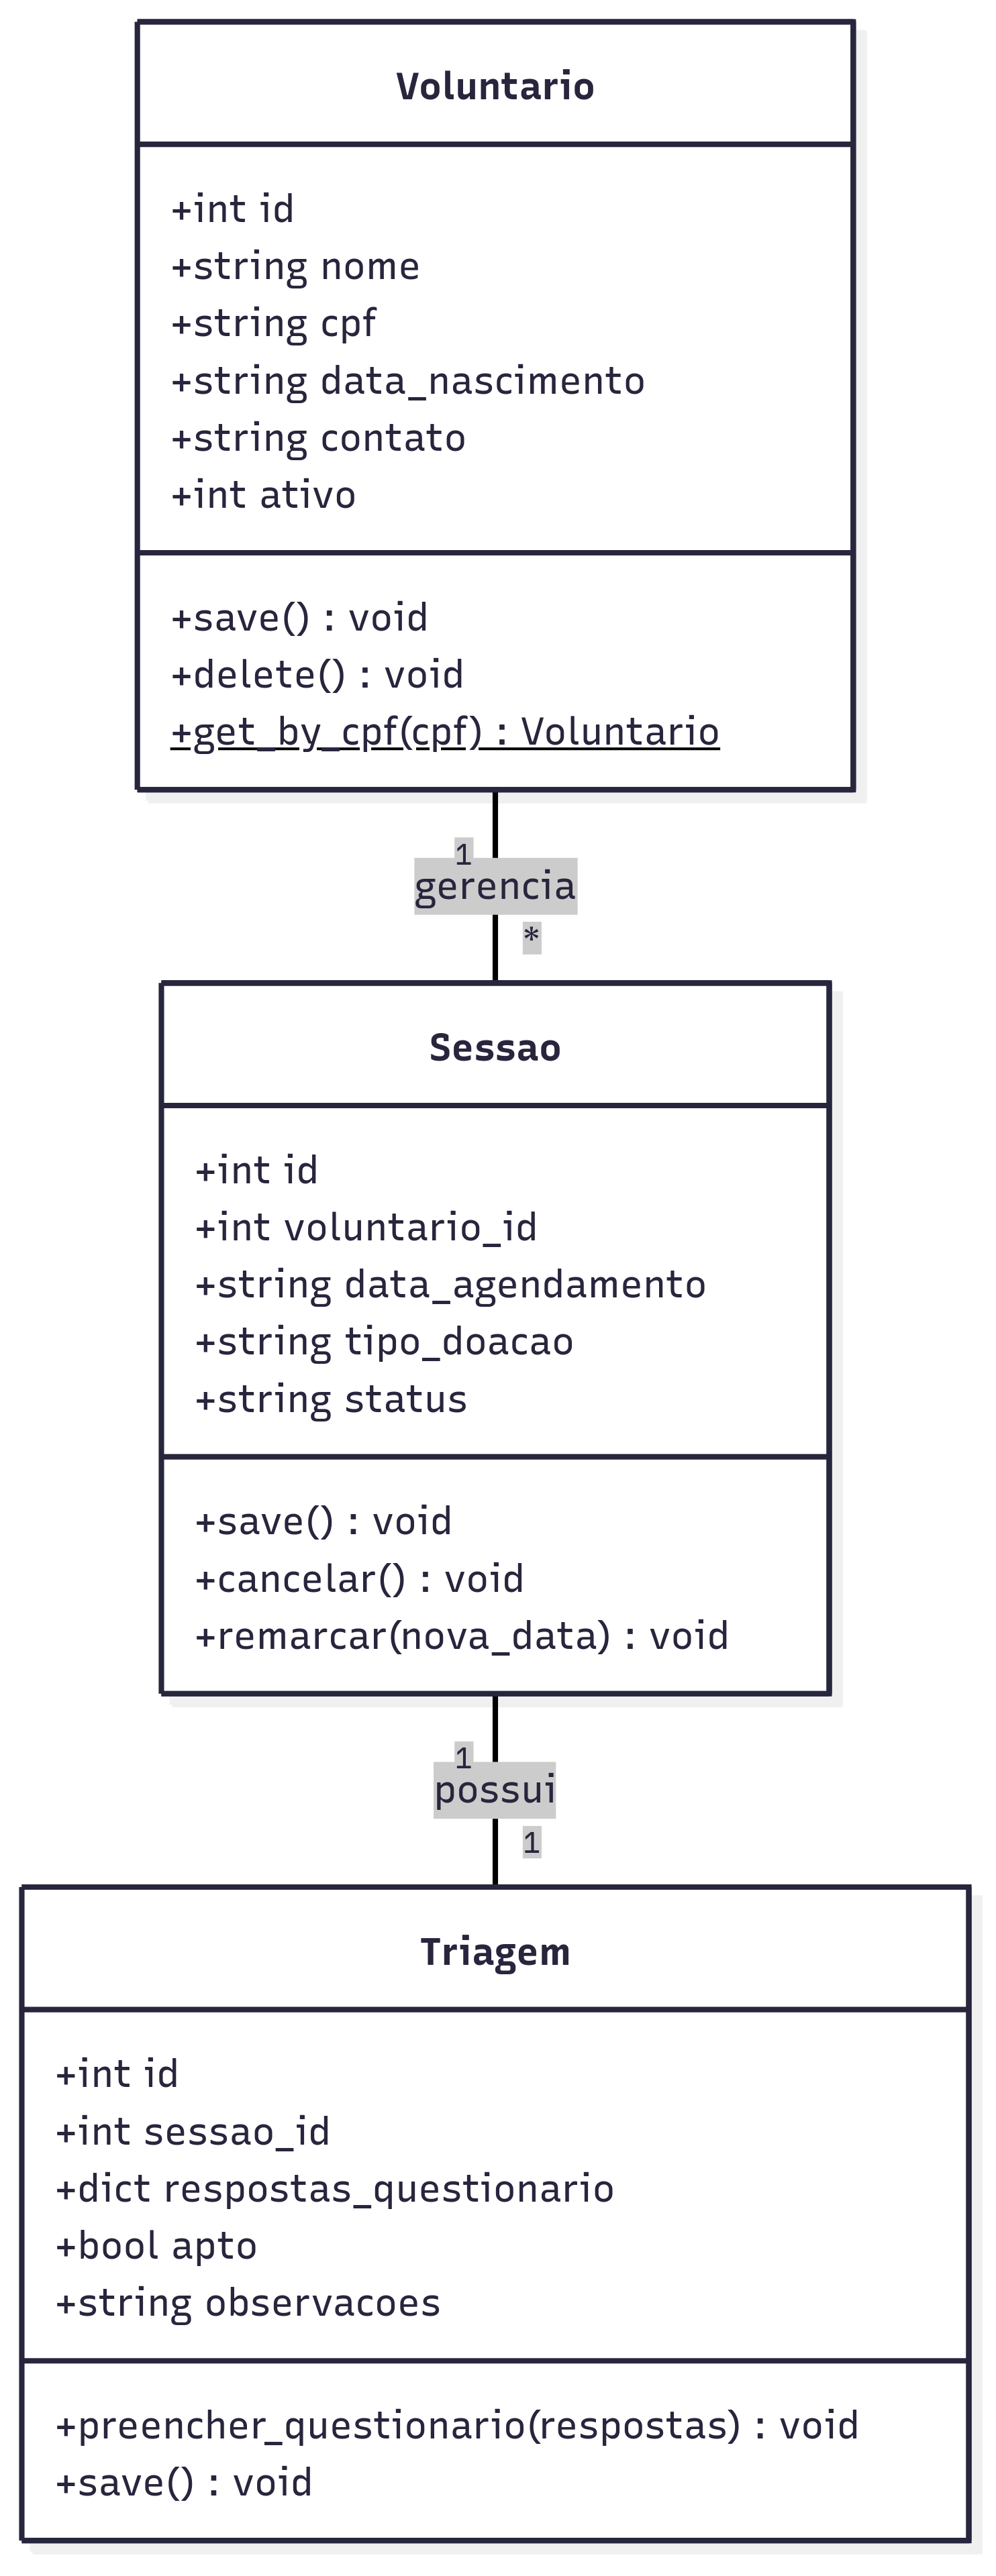 Voluntario
+int id
+string nome
+string cpf
+string data_nascimento
+string contato
+int ativo
+save() : void
+delete() : void
+get_by_cpf(cpf) : Voluntario
1
gerencia
*
Sessao
+int id
+int voluntario_id
+string data_agendamento
+string tipo_doacao
+string status
+save() : void
+cancelar() : void
+remarcar(nova_data) : void
1
possui
1
Triagem
+int id
+int sessao_id
+dict respostas_questionario
+bool apto
+string observacoes
+preencher_questionario(respostas) : void
+save() : void